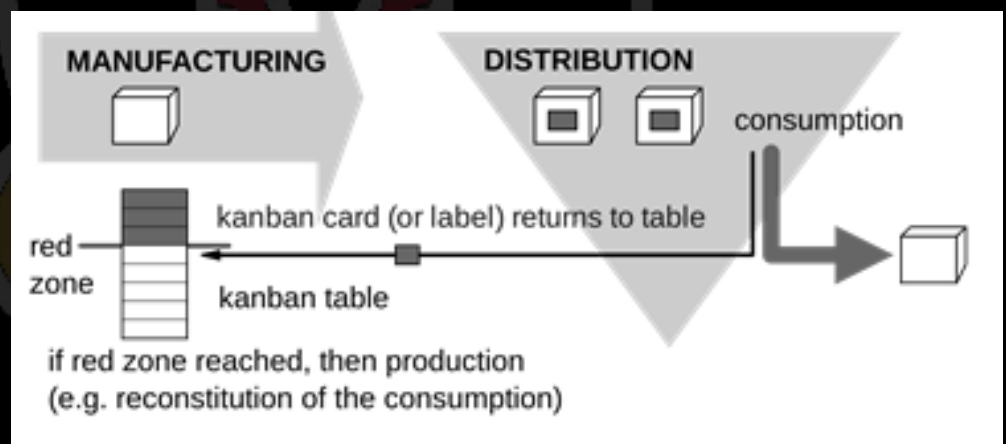 MANUFACTURING
DISTRIBUTION
consumption
kanban card (or label) returns to table
red
zone
kanban table
if red zone reached, then production
(e.g. reconstitution of the consumption)